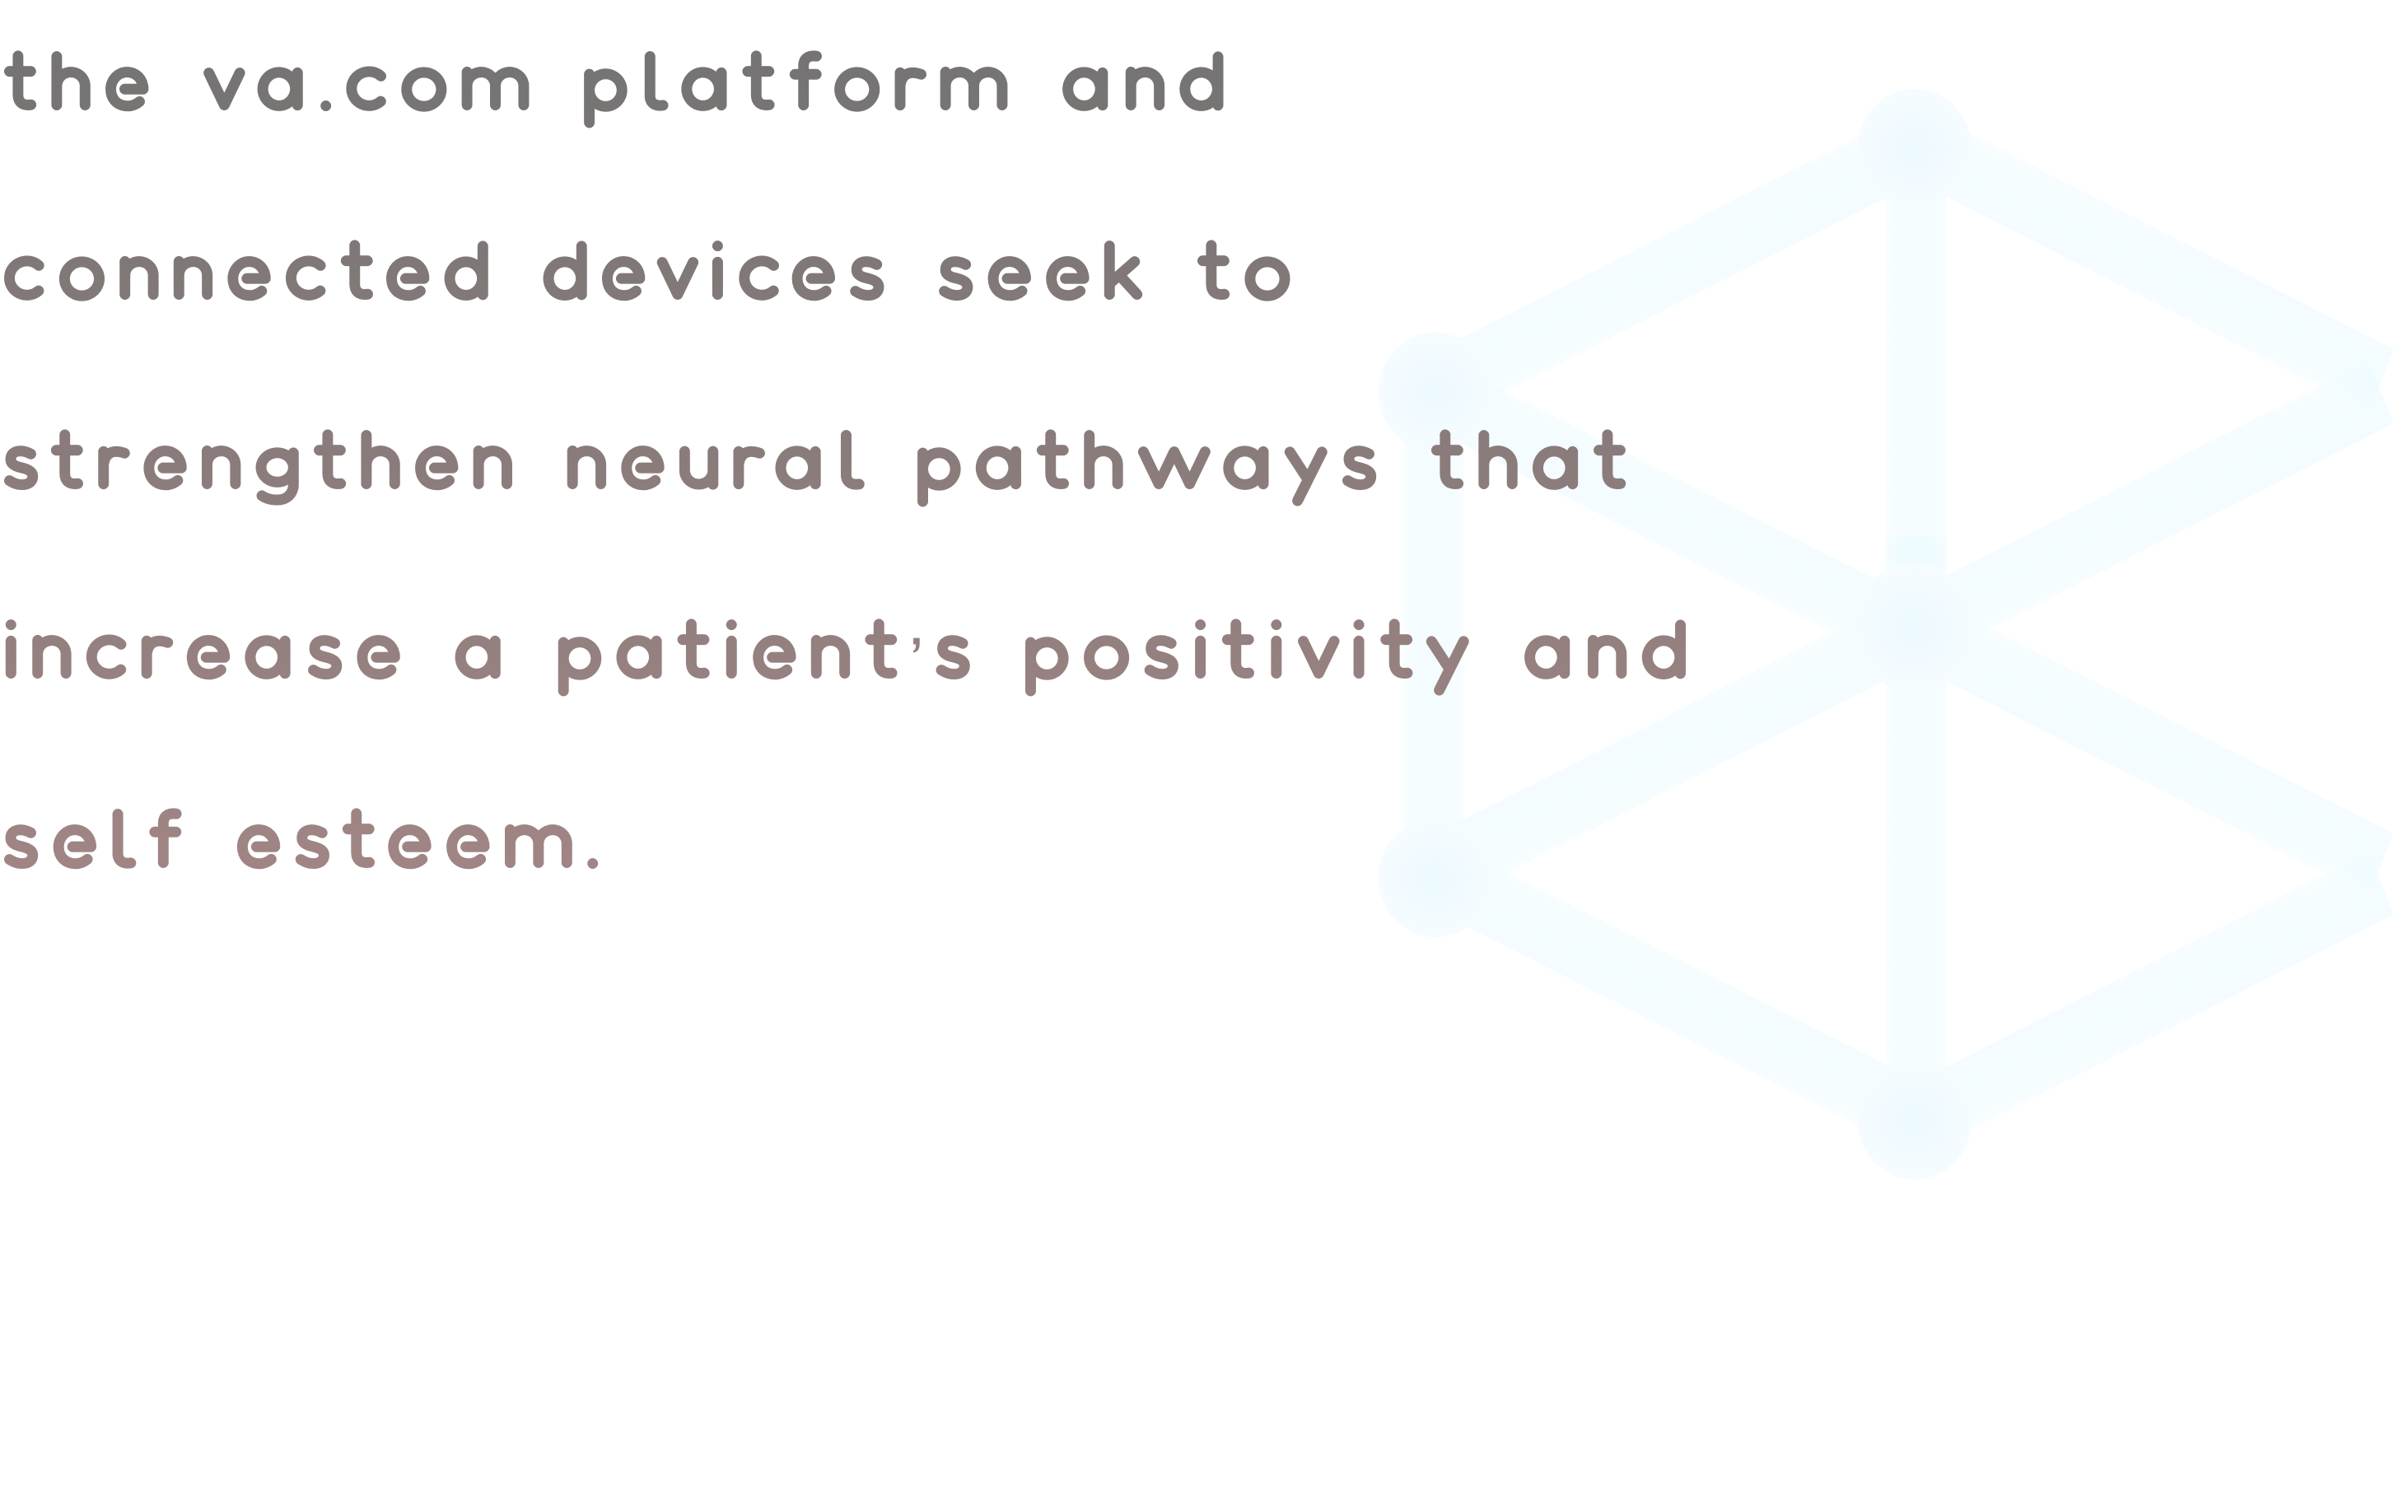 the va.com platform and
connected devices seek to
strengthen neural pathways that
increase a patient's positivity and
self esteem.